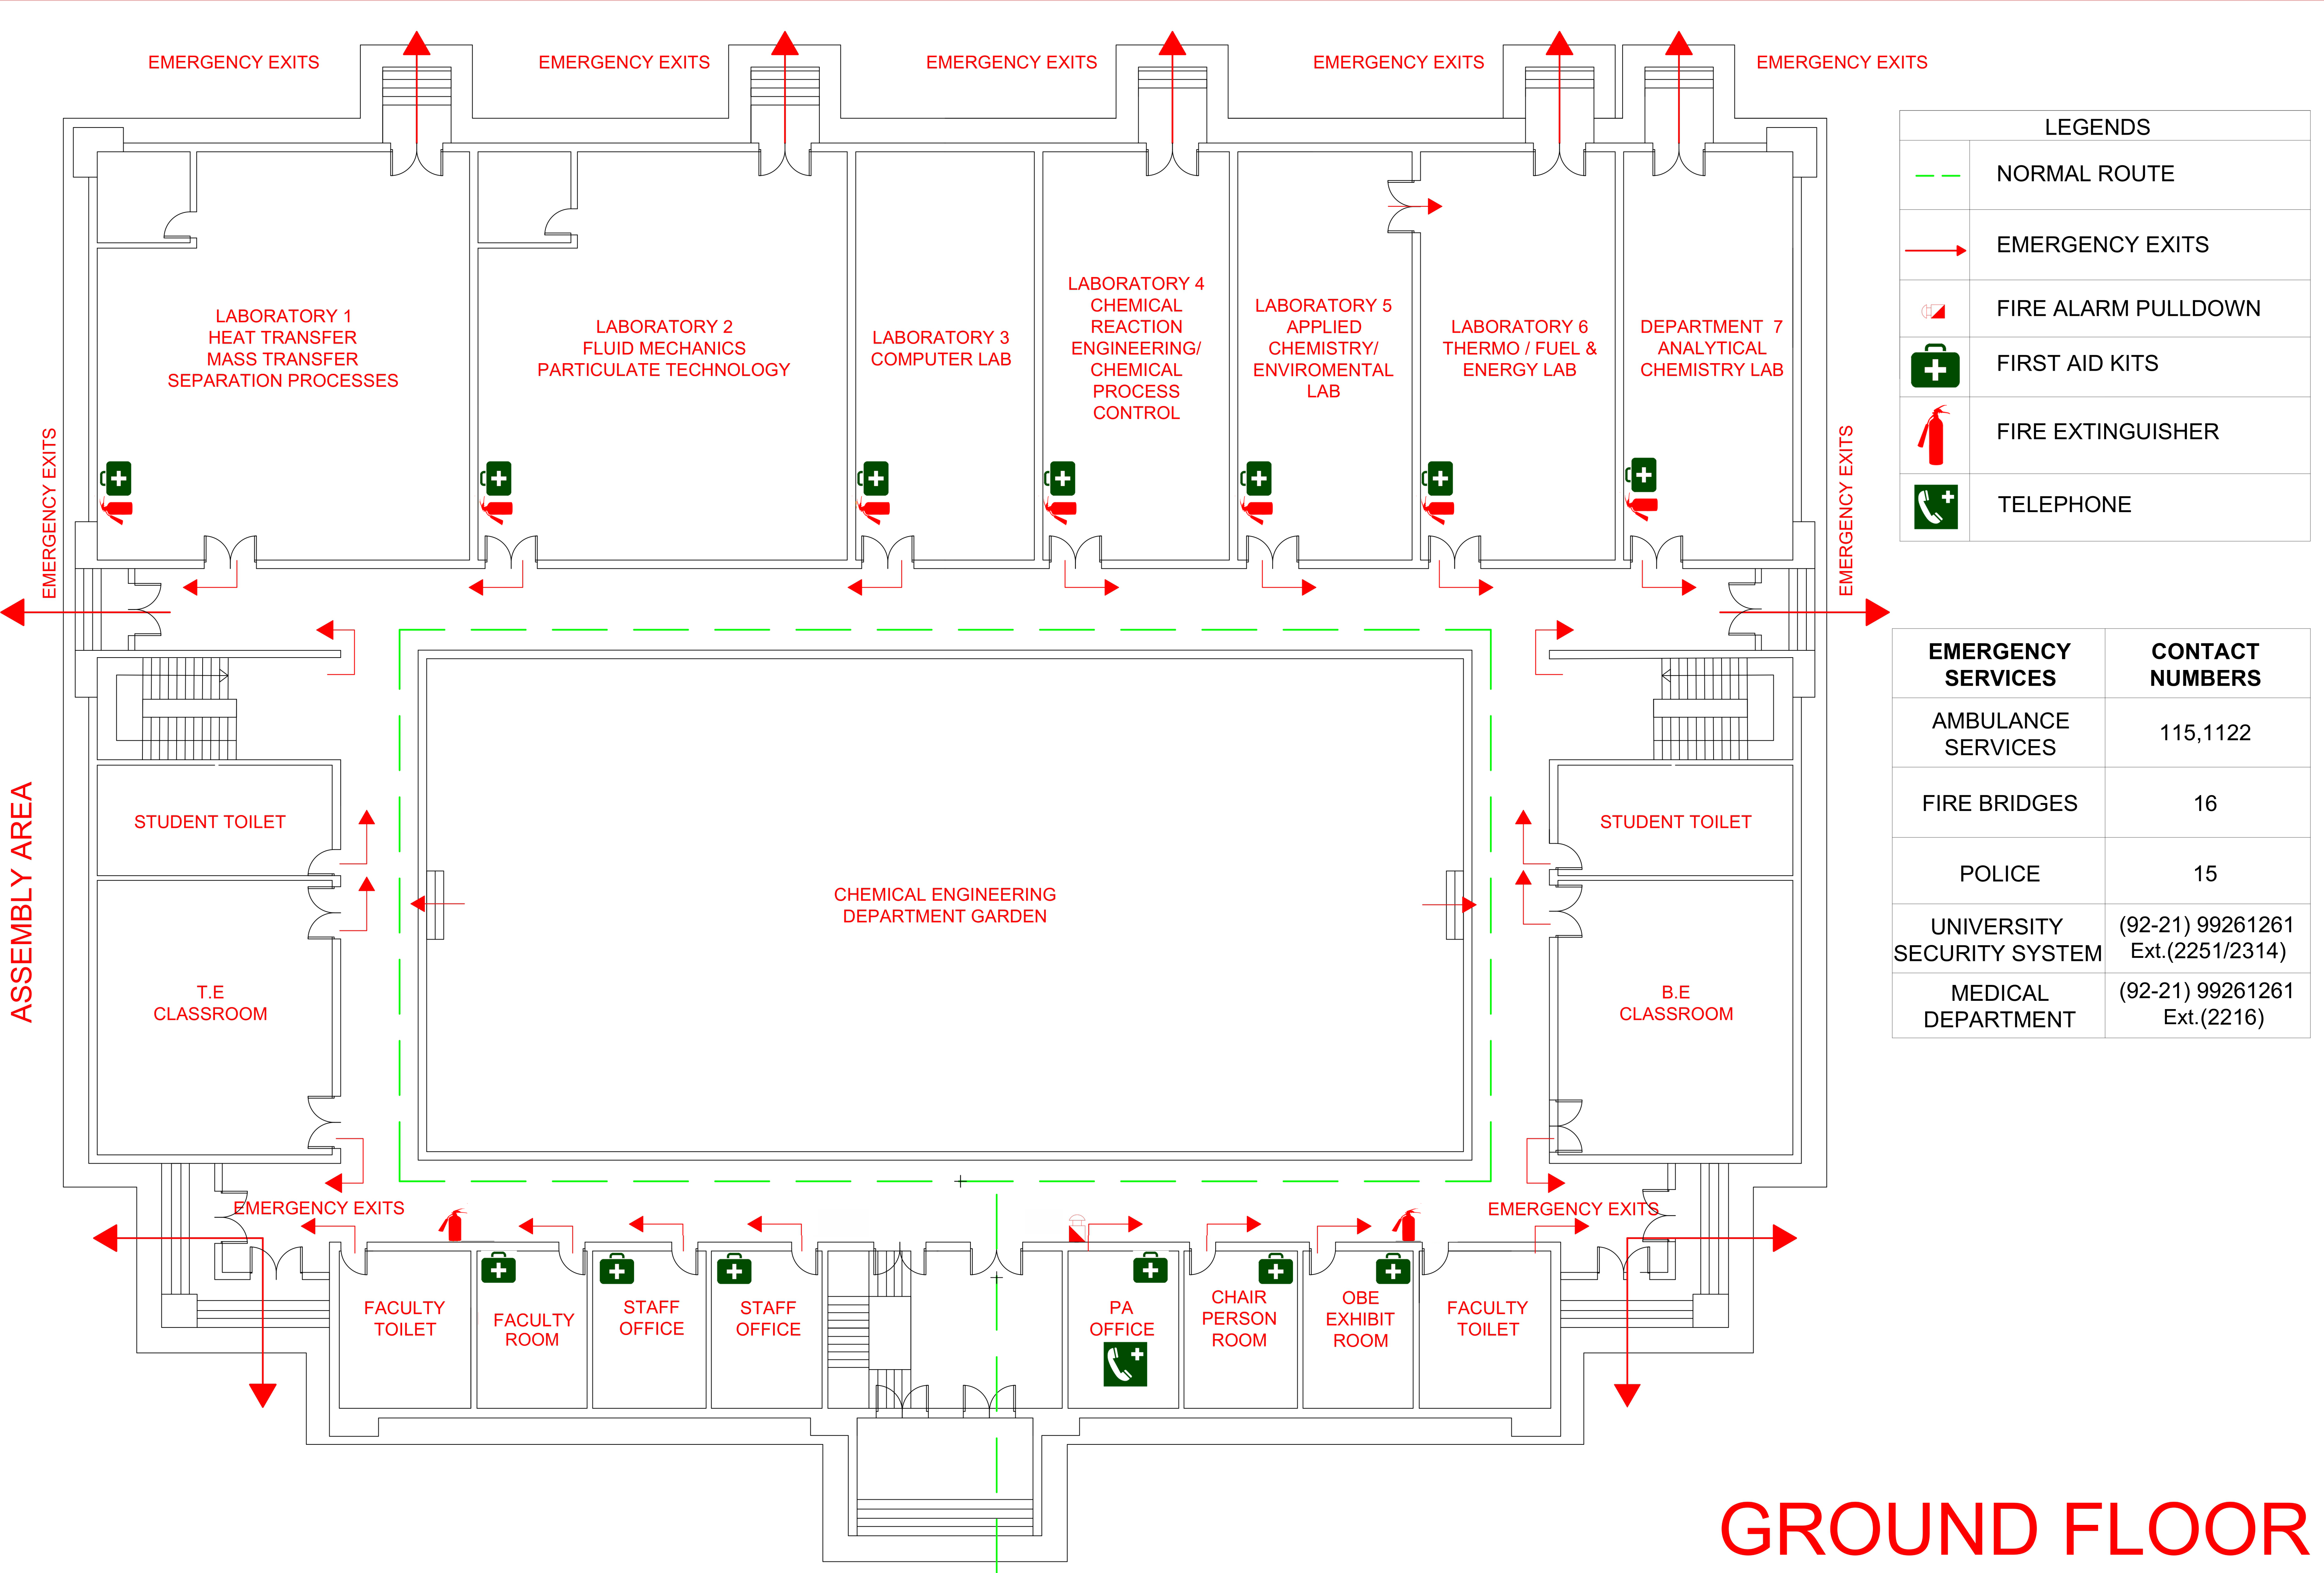 EMERGENCY EXITS
EMERGENCY EXITS
EMERGENCY EXITS
EMERGENCY EXITS
EMERGENCY EXITS
LABORATORY 1
HEAT TRANSFER
MASS TRANSFER
SEPARATION PROCESSES
LABORATORY 2
FLUID MECHANICS
PARTICULATE TECHNOLOGY
LABORATORY 3
COMPUTER LAB
LABORATORY 4
CHEMICAL
REACTION
ENGINEERING/
CHEMICAL
PROCESS
CONTROL
LABORATORY 5
APPLIED
CHEMISTRY/
ENVIROMENTAL
LAB
LABORATORY 6
THERMO / FUEL &
ENERGY LAB
DEPARTMENT 7
ANALYTICAL
CHEMISTRY LAB
EMERGENCY EXITS
EMERGENCY EXITS
STUDENT TOILET
STUDENT TOILET
ASSEMBLY AREA
CHEMICAL ENGINEERING
DEPARTMENT GARDEN
T.E
CLASSROOM
B.E
CLASSROOM
EMERGENCY EXITS
EMERGENCY EXITS
FACULTY
TOILET
FACULTY
ROOM
STAFF
OFFICE
STAFF
OFFICE
PA
OFFICE
CHAIR
PERSON
ROOM
OBE
EXHIBIT
ROOM
FACULTY
TOILET
LEGENDS
NORMAL ROUTE
EMERGENCY EXITS
FIRE ALARM PULLDOWN
FIRST AID KITS
FIRE EXTINGUISHER
TELEPHONE
EMERGENCY
SERVICES
CONTACT
NUMBERS
AMBULANCE
SERVICES
115,1122
FIRE BRIDGES
16
POLICE
15
UNIVERSITY
SECURITY SYSTEM
(92-21) 99261261
Ext.(2251/2314)
MEDICAL
DEPARTMENT
(92-21) 99261261
Ext.(2216)
GROUND FLOOR